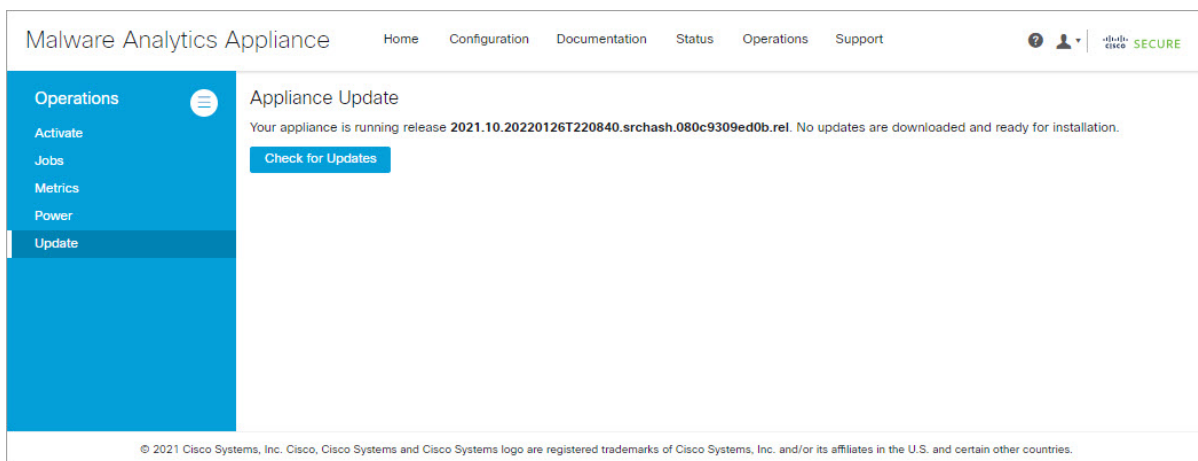 Malware Analytics Appliance
Home Configuration Documentation Status Operations Support
? cisco SECURE
Operations
Activate
Jobs
Metrics
Power
Update
Appliance Update
Your appliance is running release 2021.10.20220126T220840.srchash.080c9309ed0b.rel. No updates are downloaded and ready for installation.
Check for Updates
© 2021 Cisco Systems, Inc. Cisco, Cisco Systems and Cisco Systems logo are registered trademarks of Cisco Systems, Inc. and/or its affiliates in the U.S. and certain other countries.